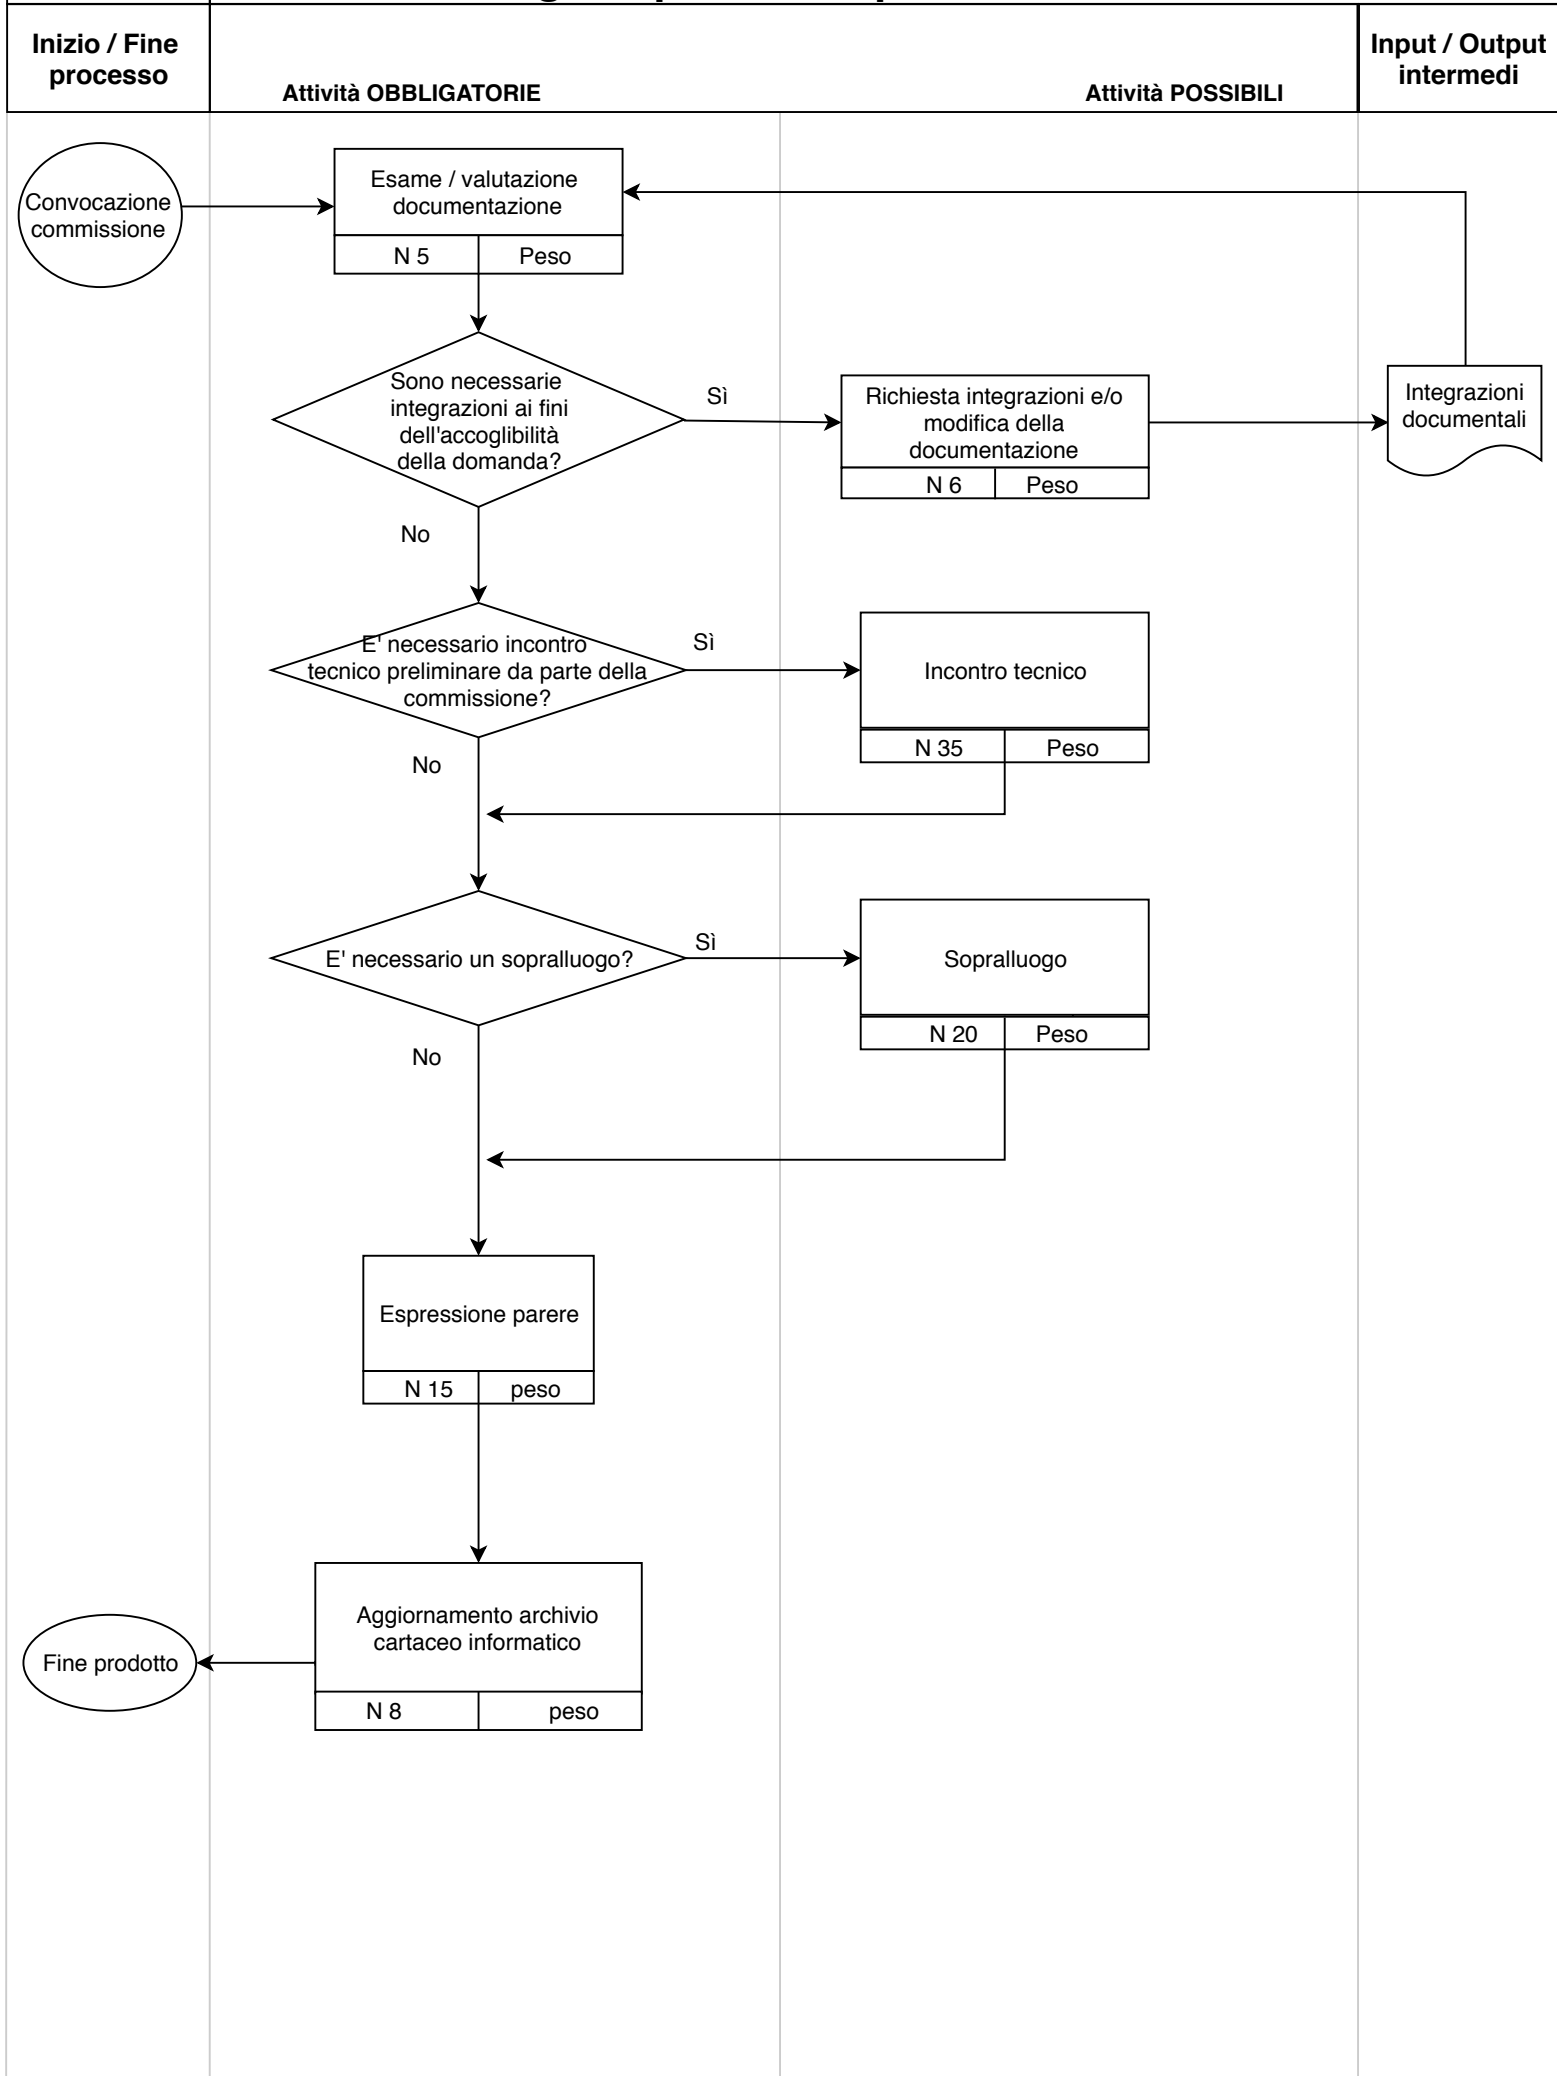 Inizio / Fine
processo
Attività OBBLIGATORIE
Attività POSSIBILI
Input / Output
intermedi
Convocazione
commissione
Esame / valutazione
documentazione
N 5
Peso
Sono necessarie
integrazioni ai fini
dell'accoglibilità
della domanda?
Sì
Richiesta integrazioni e/o
modifica della
documentazione
N 6
Peso
Integrazioni
documentali
No
E' necessario incontro
tecnico preliminare da parte della
commissione?
Sì
Incontro tecnico
N 35
Peso
No
E' necessario un sopralluogo?
Sì
Sopralluogo
N 20
Peso
No
Espressione parere
N 15
peso
Aggiornamento archivio
cartaceo informatico
N 8
peso
Fine prodotto